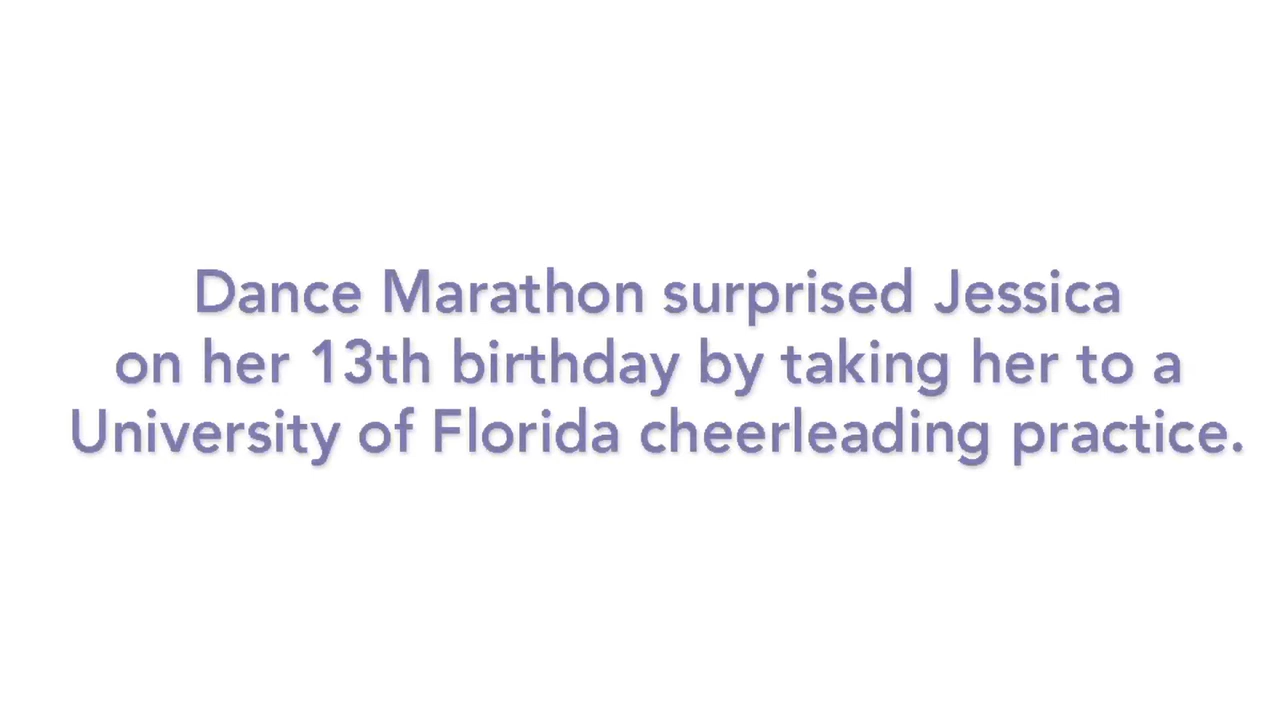 Dance Marathon surprised Jessica
on her 13th birthday by taking her to a
University of Florida cheerleading practice.